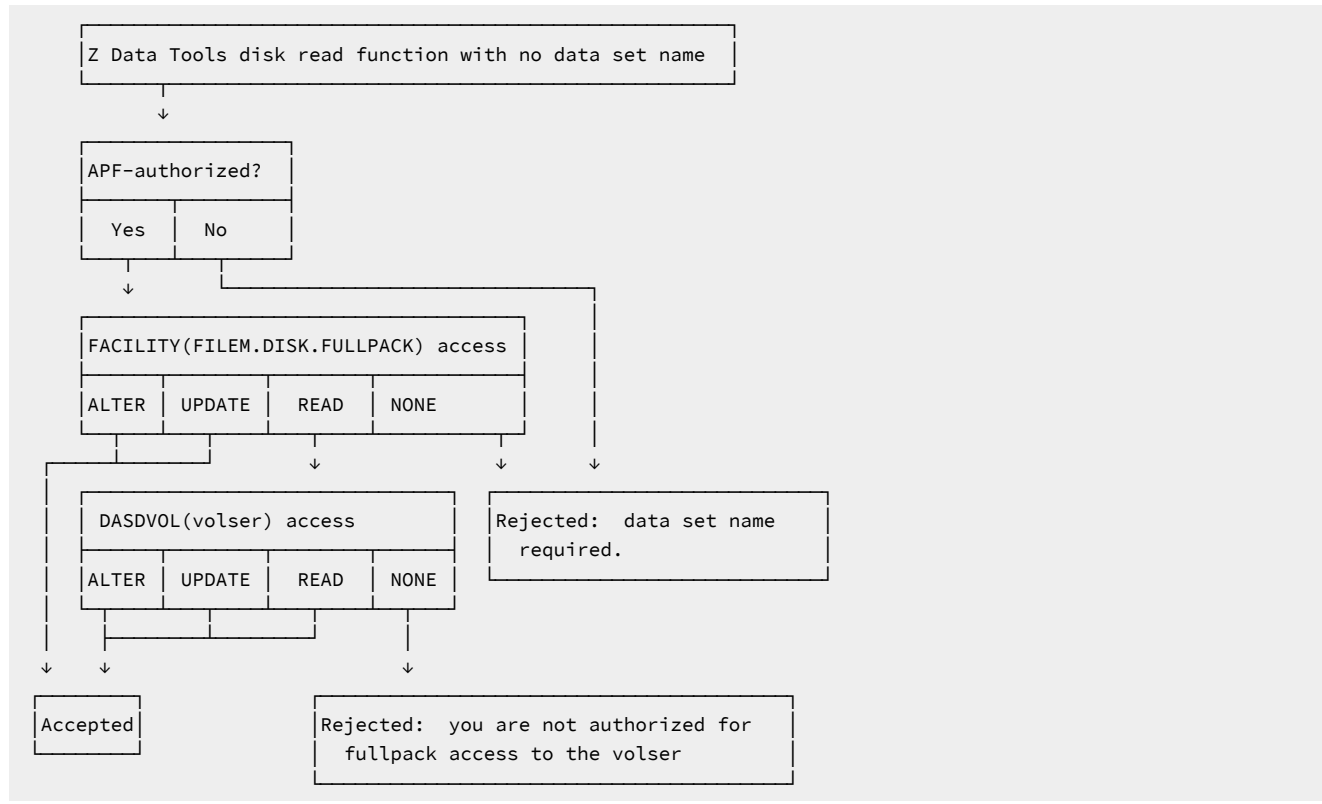 Z Data Tools disk read function with no data set name
APF-authorized?
Yes No
FACILITY(FILEM.DISK.FULLPACK) access
ALTER UPDATE READ NONE
DASDVOL(volser) access
ALTER UPDATE READ NONE
Rejected: data set name
required.
Accepted
Rejected: you are not authorized for
fullpack access to the volser